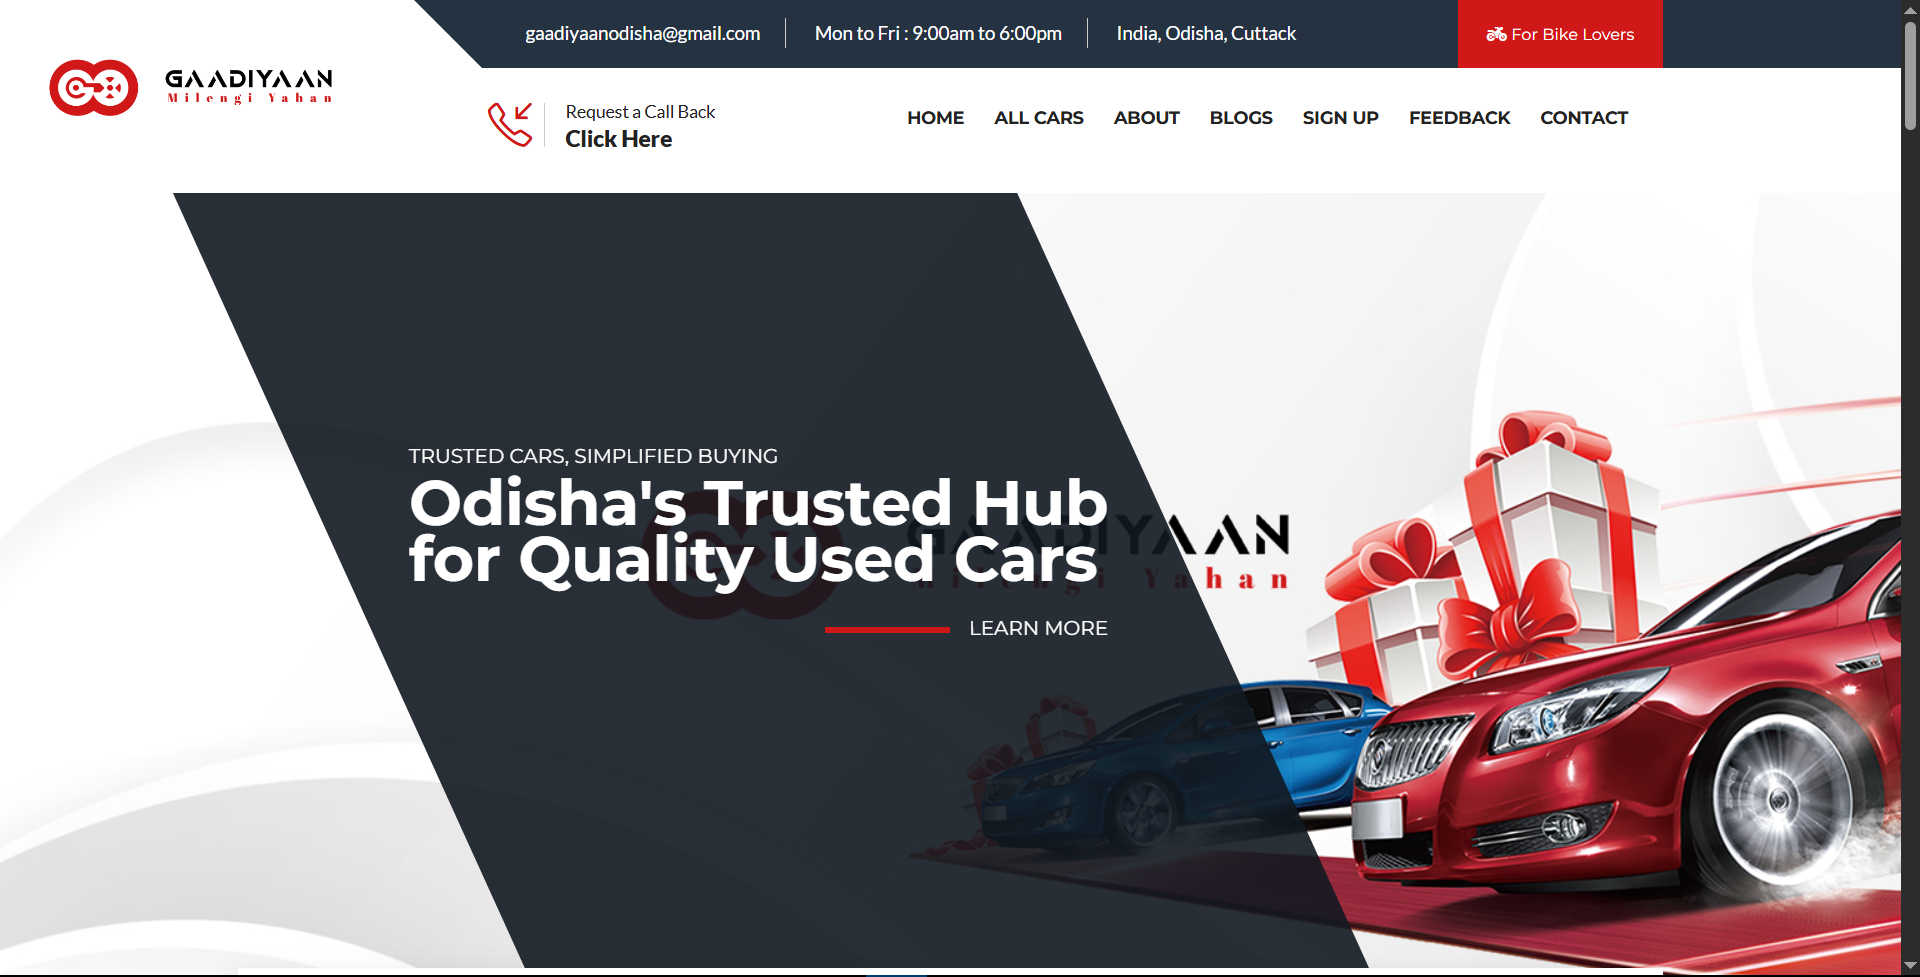 gaadiyaanodisha@gmail.com
Mon to Fri : 9:00am to 6:00pm
India, Odisha, Cuttack
For Bike Lovers
GAADIYAAN
Milengi Yahan
Request a Call Back
Click Here
HOME
ALL CARS
ABOUT
BLOGS
SIGN UP
FEEDBACK
CONTACT
TRUSTED CARS, SIMPLIFIED BUYING
Odisha's Trusted Hub
for Quality Used Cars
GAADIYAAN
Milengi Yahan
LEARN MORE